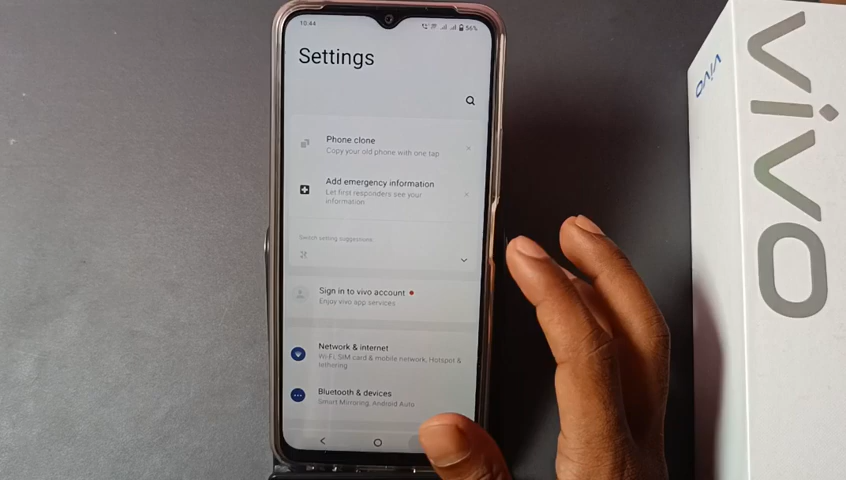 10:44
56%
Settings
Phone clone
Copy your old phone with one tap
Add emergency information
Let first responders see your
information
Switch setting suggestions
Sign in to vivo account
Enjoy vivo app services
Network & internet
Wi-Fi, SIM card & mobile network, Hotspot &
tethering
Bluetooth & devices
Smart Mirroring, Android Auto
vivo
vivo